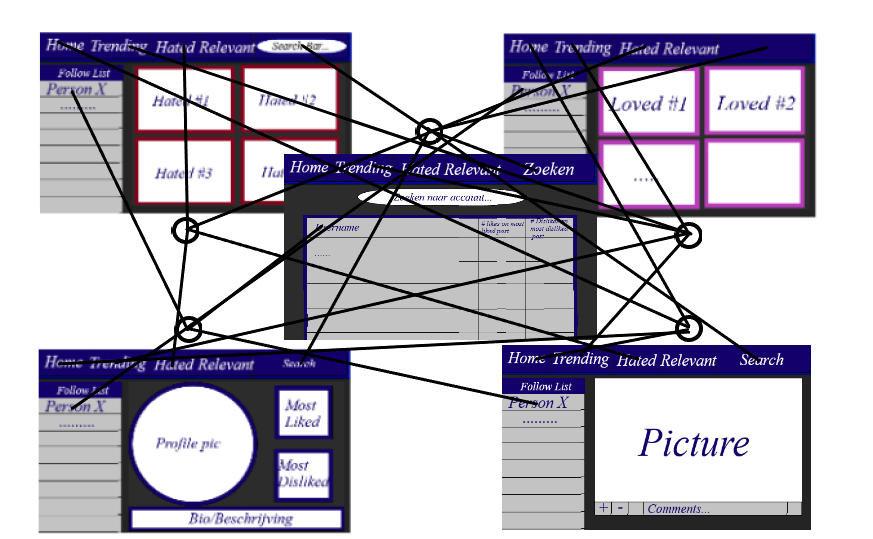 Home Trending Hated Relevant Search Bar...
Follow List
Person X
..........
Hated #1
Hated #2
Hated #3
Home Trending Hated Relevant
Follow List
..........
Loved #1
Loved #2
.....
Home Trending Hated Relevant Zoeken
Zoeken naar account...
Username
# likes on most
liked post
# Dislikes on
most disliked
post
......
Home Trending Hated Relevant Search
Follow List
Person X
..........
Profile pic
Most
Liked
Most
Disliked
Bio/Beschrijving
Home Trending Hated Relevant Search
Follow List
Person X
.........
Picture
+ - Comments...